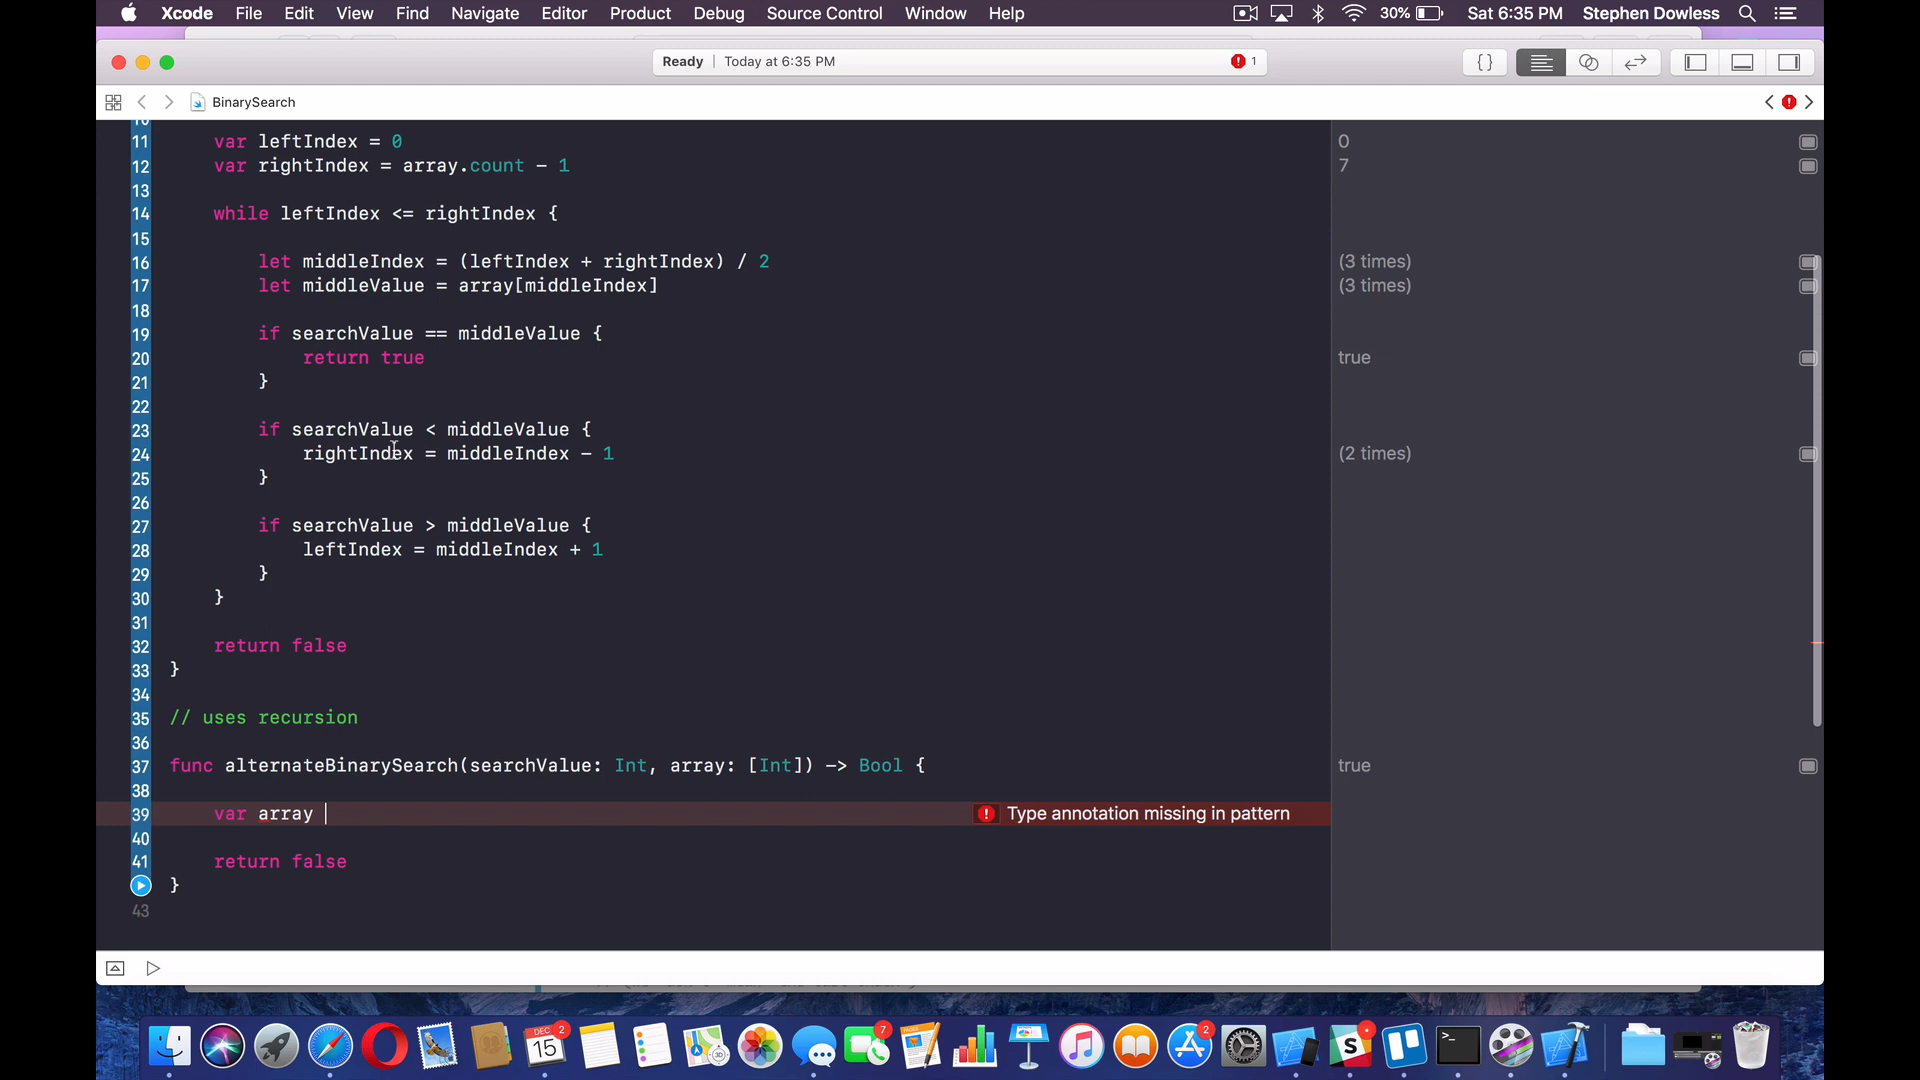 Xcode File Edit View Find Navigate Editor Product Debug Source Control Window Help 30% Sat 6:35 PM Stephen Dowless
Ready Today at 6:35 PM 1
BinarySearch
11 var leftIndex = 0 0
12 var rightIndex = array.count - 1 7
13
14 while leftIndex <= rightIndex {
15
16 let middleIndex = (leftIndex + rightIndex) / 2 (3 times)
17 let middleValue = array[middleIndex] (3 times)
18
19 if searchValue == middleValue {
20 return true true
21 }
22
23 if searchValue < middleValue {
24 rightIndex = middleIndex - 1 (2 times)
25 }
26
27 if searchValue > middleValue {
28 leftIndex = middleIndex + 1
29 }
30 }
31
32 return false
33 }
34
35 // uses recursion
36
37 func alternateBinarySearch(searchValue: Int, array: [Int]) -> Bool { true
38
39 var array Type annotation missing in pattern
40
41 return false
}
43
DEC 15 2 7 2